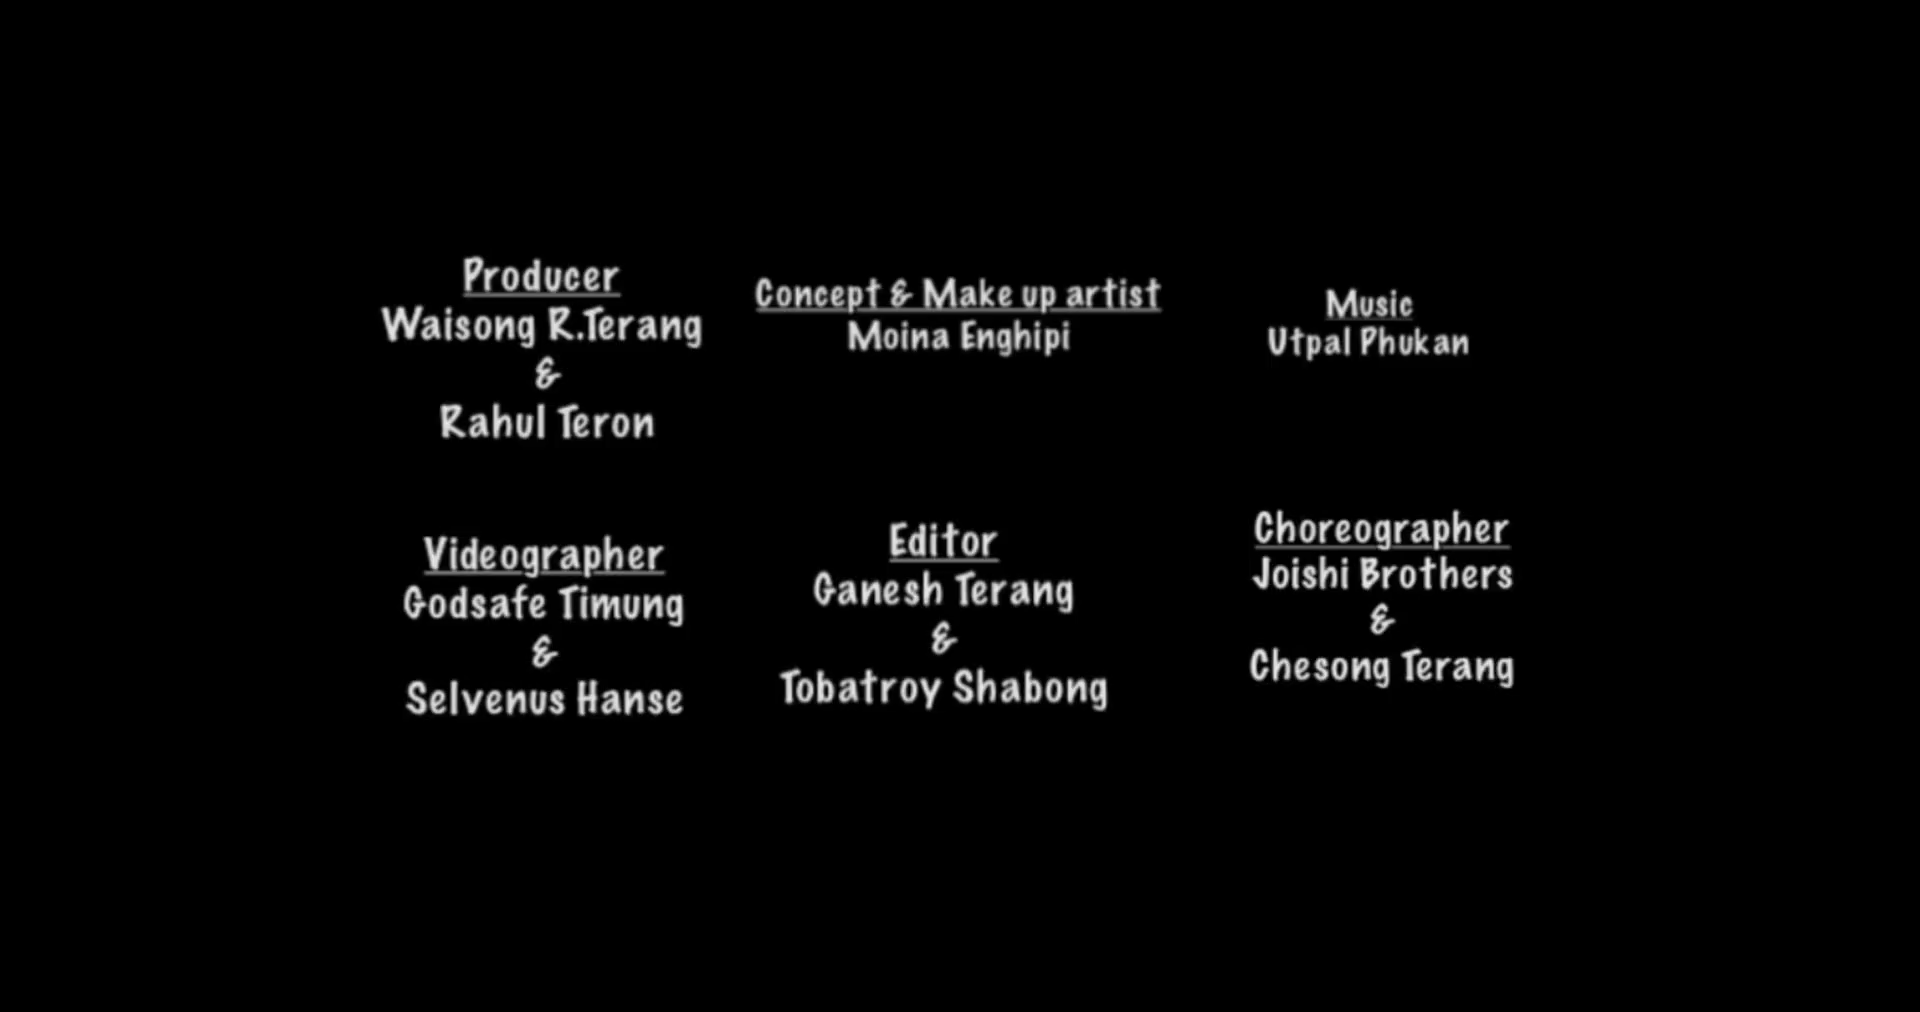 Producer
Waisong R.Terang
&
Rahul Teron
Concept & Make up artist
Moina Enghipi
Music
Utpal Phukan
Videographer
Godsafe Timung
&
Selvenus Hanse
Editor
Ganesh Terang
&
Tobatroy Shabong
Choreographer
Joishi Brothers
&
Chesong Terang